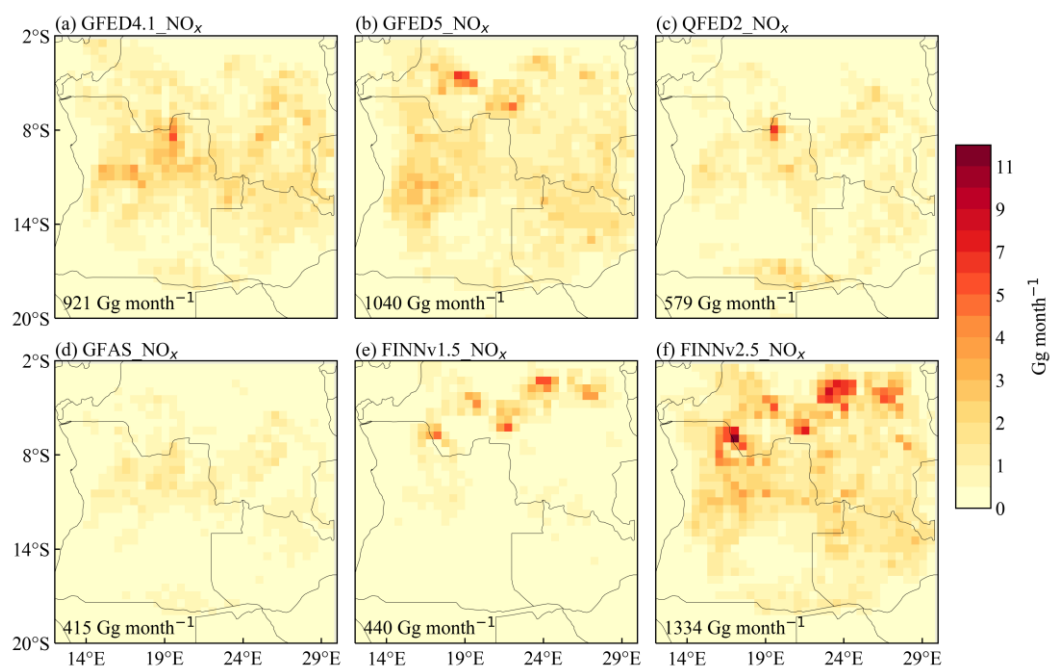 (a) GFED4.1_NOₓ
(b) GFED5_NOₓ
(c) QFED2_NOₓ
2°S
8°S
14°S
20°S
921 Gg month⁻¹
1040 Gg month⁻¹
579 Gg month⁻¹
(d) GFAS_NOₓ
(e) FINNv1.5_NOₓ
(f) FINNv2.5_NOₓ
2°S
8°S
14°S
20°S
415 Gg month⁻¹
440 Gg month⁻¹
1334 Gg month⁻¹
14°E 19°E 24°E 29°E
14°E 19°E 24°E 29°E
14°E 19°E 24°E 29°E
11
9
7
5
4
3
2
1
0
Gg month⁻¹